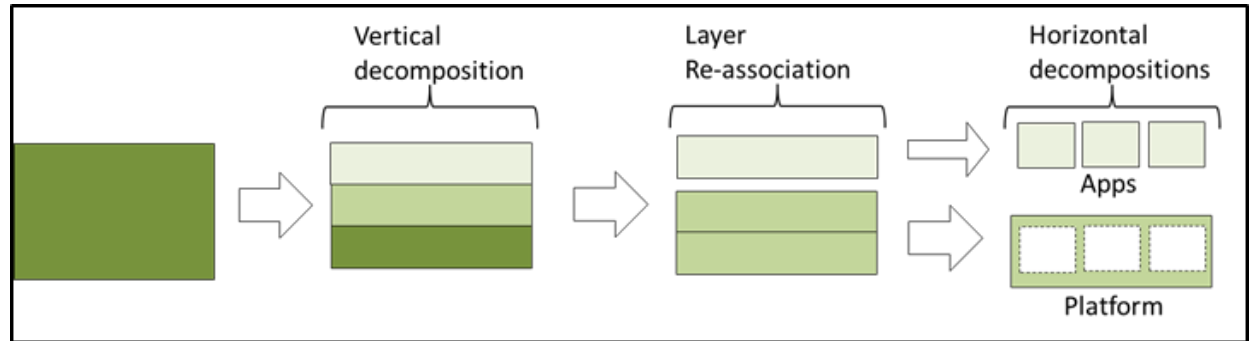 Vertical
decomposition
Layer
Re-association
Horizontal
decompositions
Apps
Platform